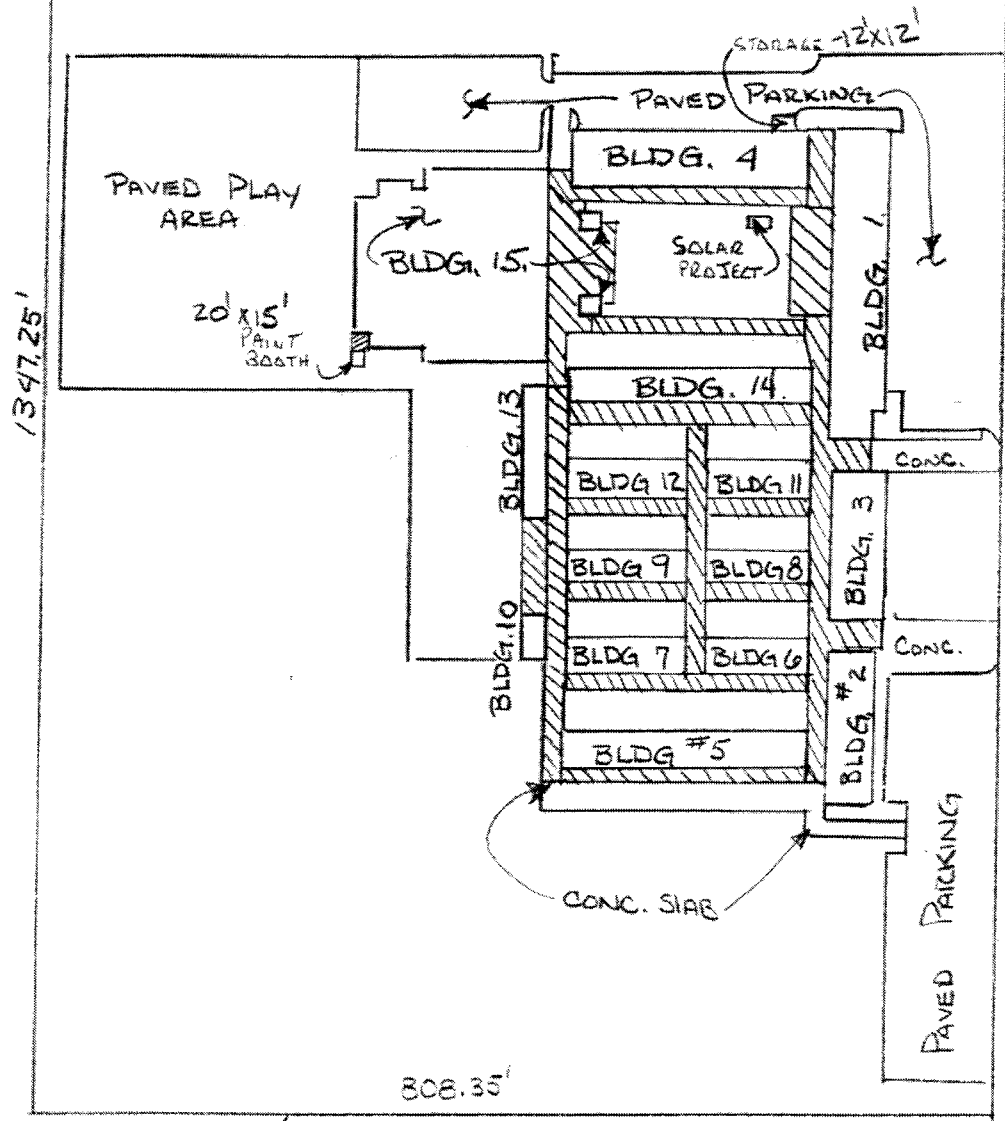 STORAGE -12'X12'
PAVED PARKING
BLDG. 4
PAVED PLAY
AREA
BLDG. 15.
SOLAR
PROJECT
BLDG. 1
20' X15'
PAINT
BOOTH
1347.25'
BLDG. 14.
BLDG. 13
CONC.
BLDG 12
BLDG 11
BLDG. 3
BLDG 9
BLDG 8
BLDG. 10
BLDG 7
BLDG 6
CONC.
BLDG. #2
BLDG #5
CONC. SLAB
PAVED PARKING
808.35'